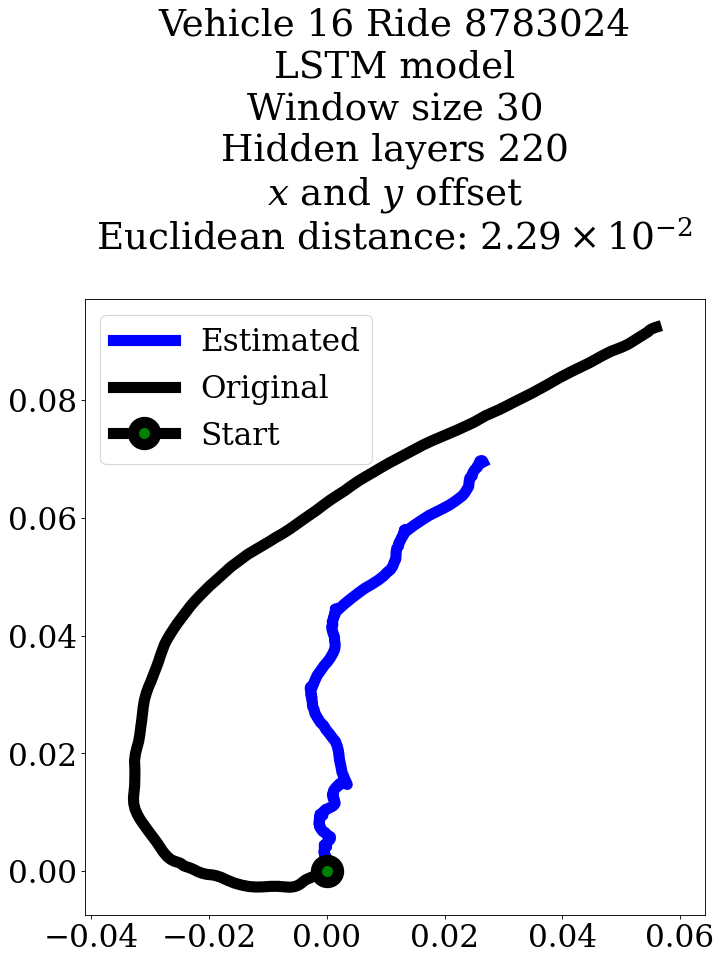 Vehicle 16 Ride 8783024
LSTM model
Window size 30
Hidden layers 220
x and y offset
Euclidean distance: 2.29 × 10⁻²
Estimated
Original
Start
0.08
0.06
0.04
0.02
0.00
−0.04 −0.02 0.00 0.02 0.04 0.06